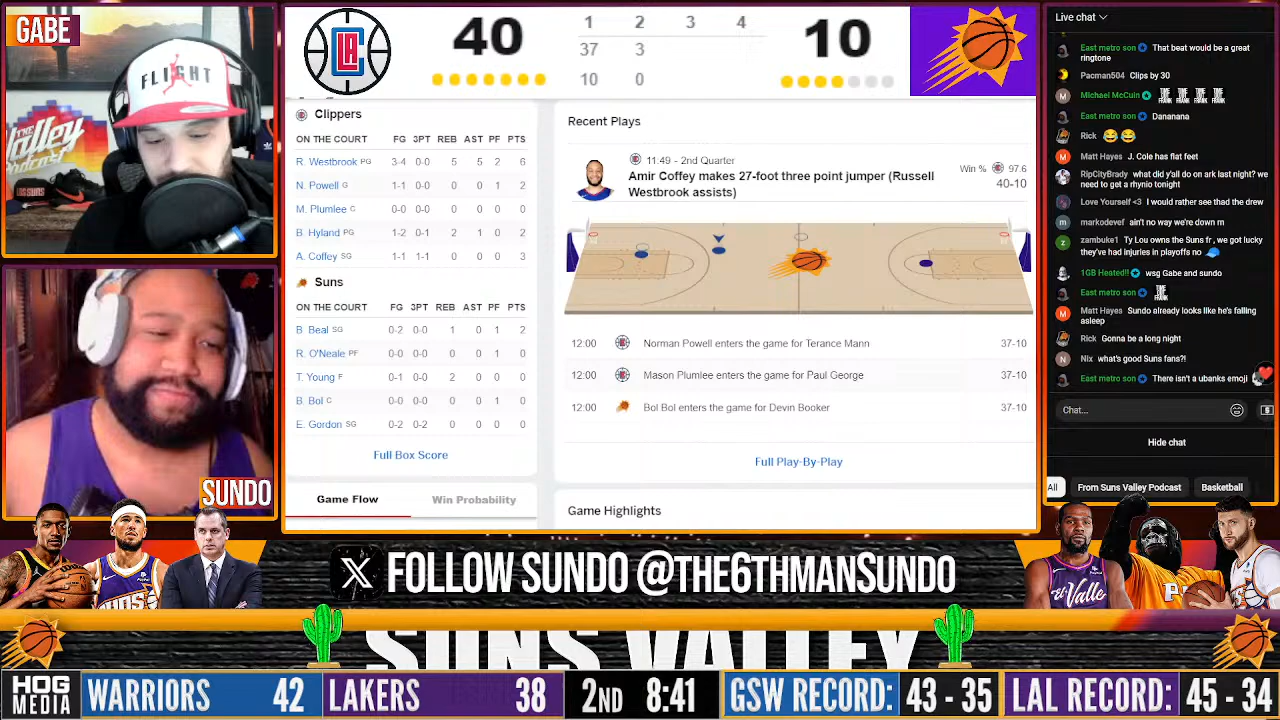 GABE
FLIGHT
The Valley
Podcast
LOS SUNS
SUNDO
LA
40
1 2 3 4
37 3
10 0
10
Clippers
ON THE COURT FG 3PT REB AST PF PTS
R. Westbrook PG 3-4 0-0 5 5 2 6
N. Powell G 1-1 0-0 0 0 1 2
M. Plumlee C 0-0 0-0 0 0 0 0
B. Hyland PG 1-2 0-1 2 1 0 2
A. Coffey SG 1-1 1-1 0 0 0 3
Suns
ON THE COURT FG 3PT REB AST PF PTS
B. Beal SG 0-2 0-0 1 0 1 2
R. O'Neale PF 0-0 0-0 0 0 1 0
T. Young F 0-1 0-0 2 0 0 0
B. Bol C 0-0 0-0 0 0 1 0
E. Gordon SG 0-2 0-2 0 0 0 0
Full Box Score
Game Flow Win Probability
Recent Plays
11:49 - 2nd Quarter
Amir Coffey makes 27-foot three point jumper (Russell
Westbrook assists)
Win % 97.6
40-10
12:00 Norman Powell enters the game for Terance Mann 37-10
12:00 Mason Plumlee enters the game for Paul George 37-10
12:00 Bol Bol enters the game for Devin Booker 37-10
Full Play-By-Play
Game Highlights
Live chat
East metro son That beat would be a great
ringtone
Pacman504 Clips by 30
Michael McCuin
East metro son Dananana
Rick 😂😂
Matt Hayes J. Cole has flat feet
RipCityBrady what did y'all do on ark last night? we
need to get a rhynio tonight
Love Yourself <3 I would rather see thad the drew
markodevef ain't no way we're down rn
zambuke1 Ty Lou owns the Suns fr , we got lucky
they've had injuries in playoffs no 🧢
1GB Heated!! wsg Gabe and sundo
East metro son
Matt Hayes Sundo already looks like he's falling
asleep
Rick Gonna be a long night
Nix what's good Suns fans?!
East metro son There isn't a ubanks emoji
Chat...
Hide chat
All From Suns Valley Podcast Basketball
X FOLLOW SUNDO @THE6THMANSUNDO
SUNS VALLEY
HOG
MEDIA
WARRIORS 42 LAKERS 38 2ND 8:41 GSW RECORD: 43 - 35 LAL RECORD: 45 - 34